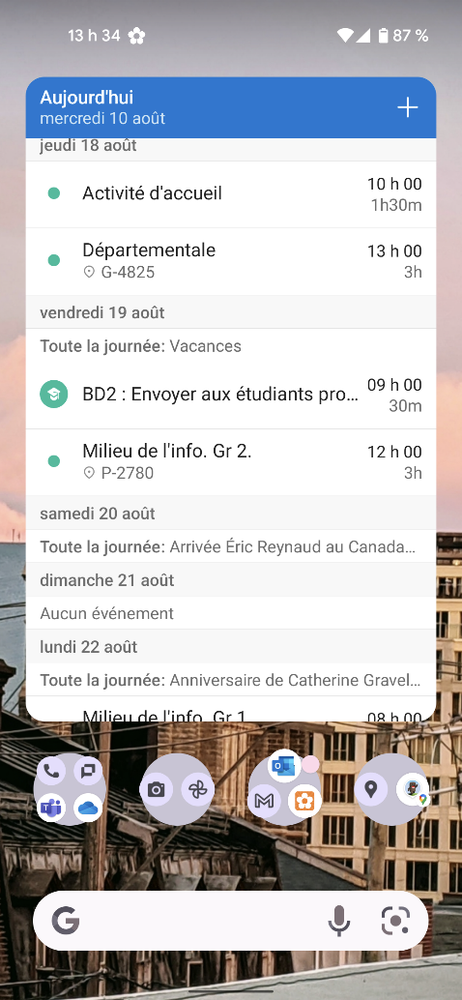 13 h 34
87 %
Aujourd'hui
mercredi 10 août
jeudi 18 août
Activité d'accueil
10 h 00
1h30m
Départementale
13 h 00
G-4825
3h
vendredi 19 août
Toute la journée: Vacances
BD2 : Envoyer aux étudiants pro...
09 h 00
30m
Milieu de l'info. Gr 2.
12 h 00
P-2780
3h
samedi 20 août
Toute la journée: Arrivée Éric Reynaud au Canada...
dimanche 21 août
Aucun événement
lundi 22 août
Toute la journée: Anniversaire de Catherine Gravel...
Milieu de l'info. Gr 1
08 h 00